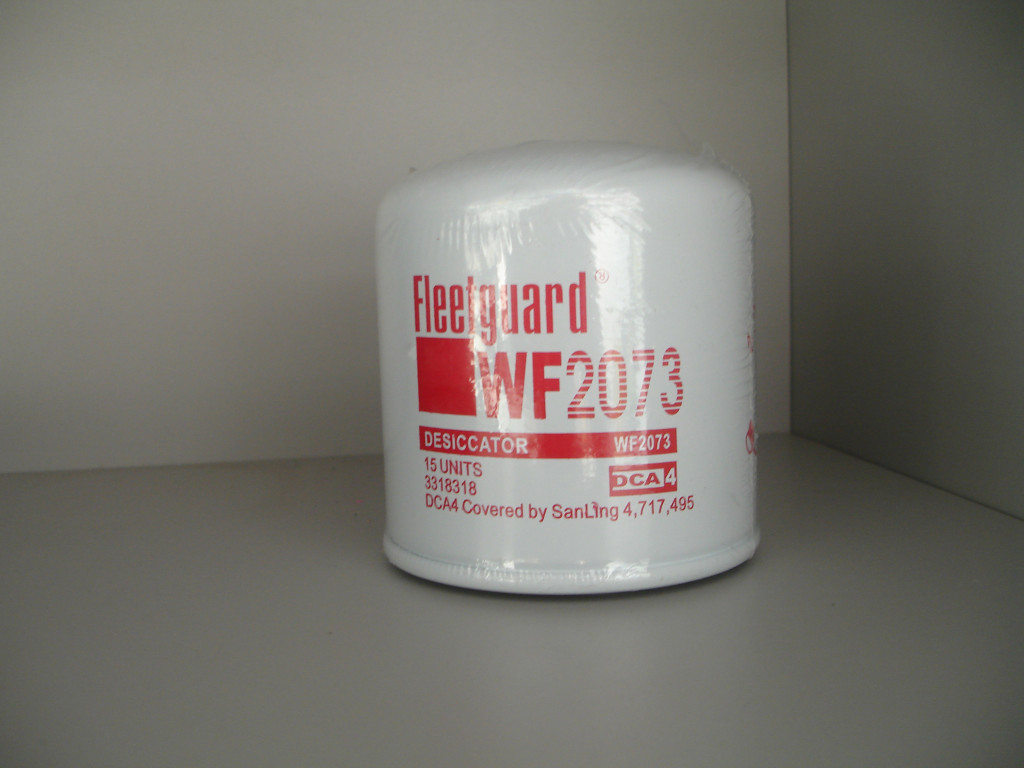 Fleetguard®
WF2073
DESICCATOR WF2073
15 UNITS
3318318
DCA4
DCA4 Covered by SanLing 4,717,495